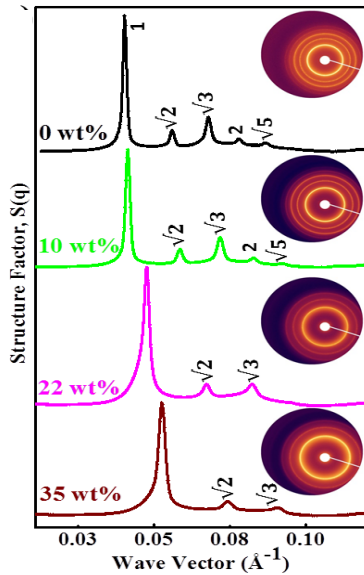 )
1
√2
√3
2
√5
0 wt%
√2
√3
2
√5
10 wt%
√2
√3
22 wt%
√2
√3
35 wt%
Structure Factor, S(q)
0.03 0.05 0.08 0.10
Wave Vector (Å⁻¹)